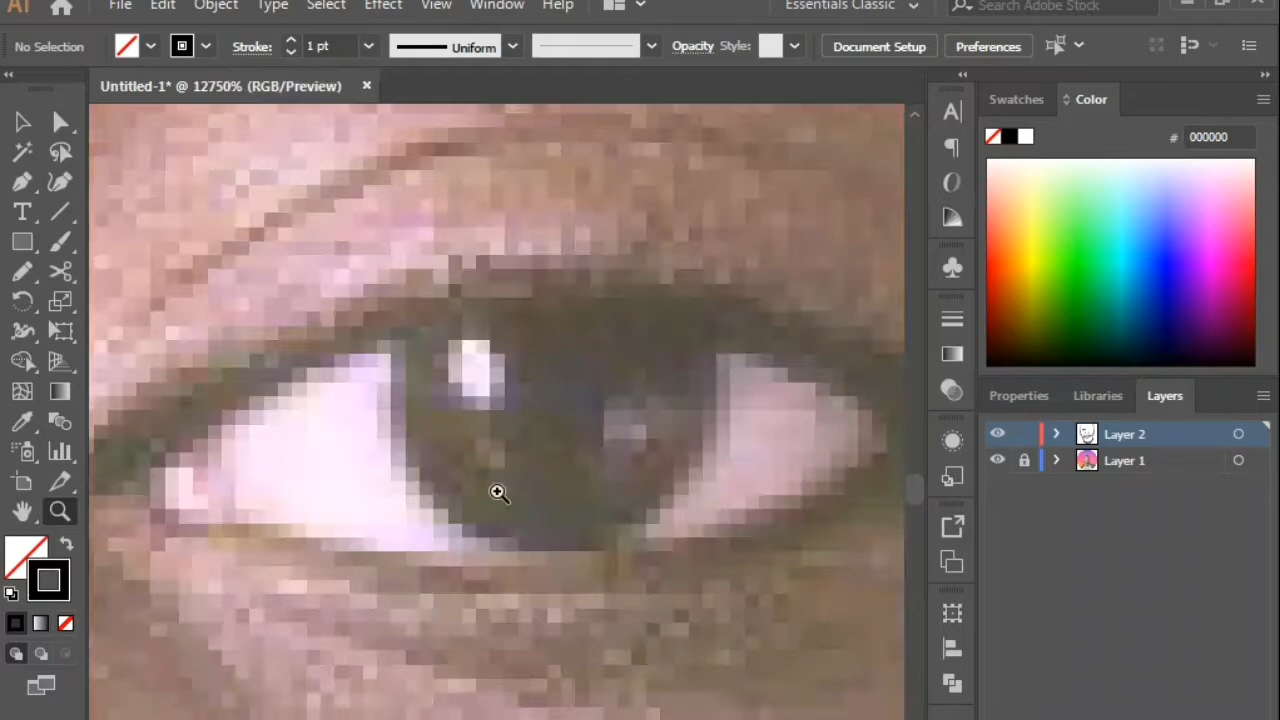 Ai File Edit Object Type Select Effect View Window Help Essentials Classic Search Adobe Stock
No Selection Stroke: 1 pt Uniform Opacity Style: Document Setup Preferences
Untitled-1* @ 12750% (RGB/Preview)
Swatches Color
# 000000
Properties Libraries Layers
Layer 2
Layer 1